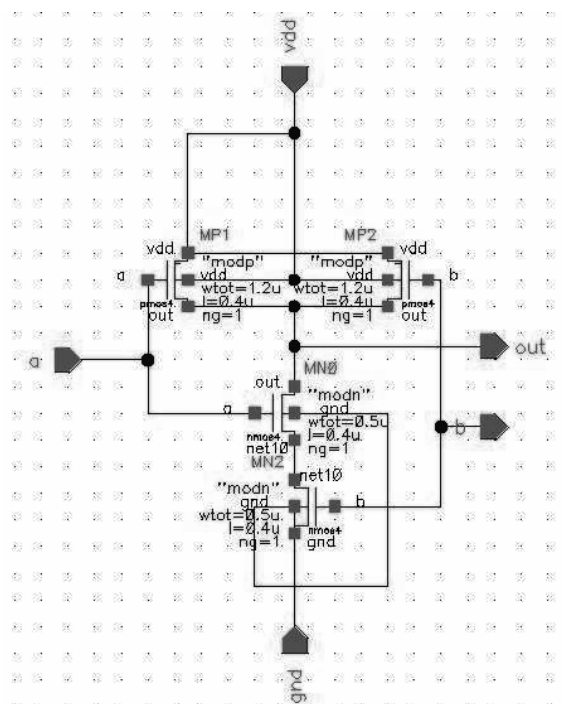 vdd
MP1
MP2
vdd
vdd
a
"modp"
"modp"
b
vdd
vdd
wtot=1.2u
wtot=1.2u
pmos4
l=0.4u
l=0.4u
pmos4
out
ng=1
ng=1
out
a
out
MN0
out
"modn"
a
gnd
wtot=0.5u
b
nmos4
l=0.4u
net10
ng=1
MN2
net10
"modn"
gnd
b
wtot=0.5u
l=0.4u
nmos4
ng=1
gnd
gnd